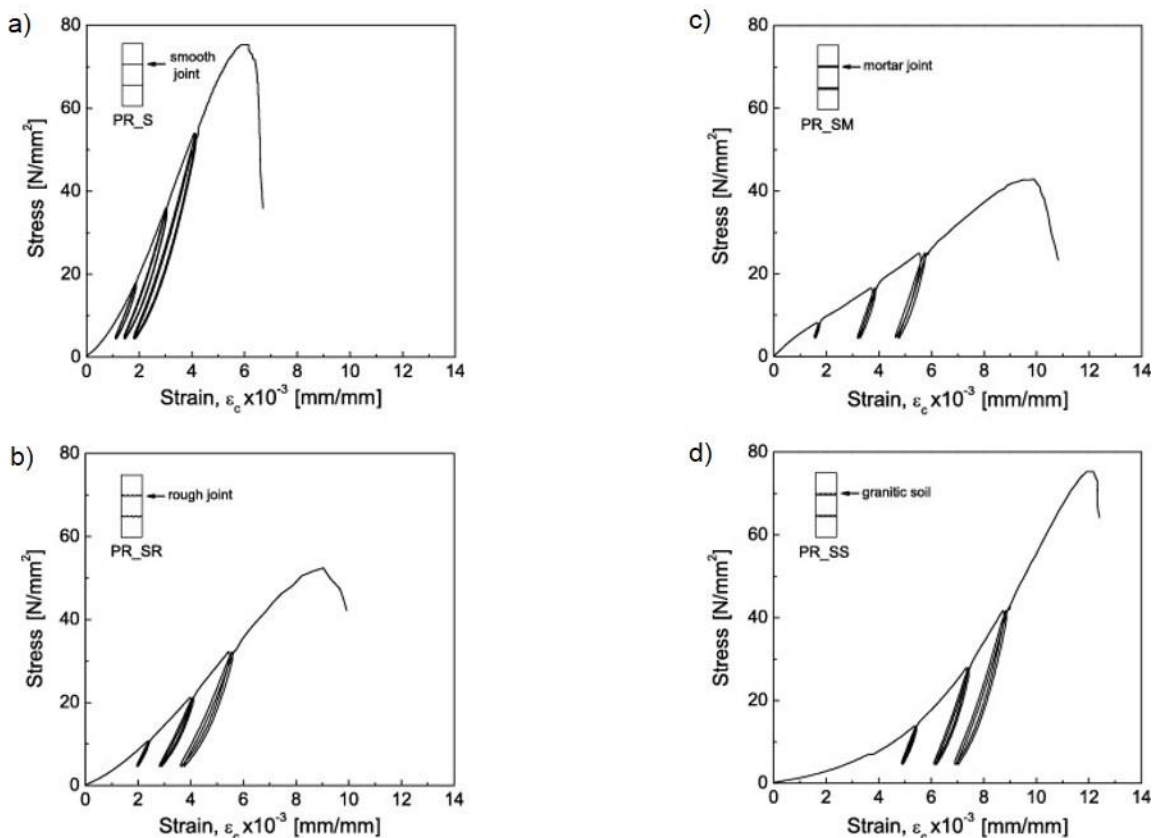 a)
80
60
40
20
0
Stress [N/mm²]
smooth
joint
PR_S
0 2 4 6 8 10 12 14
Strain, εc x10⁻³ [mm/mm]
b)
80
60
40
20
0
Stress [N/mm²]
rough joint
PR_SR
0 2 4 6 8 10 12 14
Strain, εc x10⁻³ [mm/mm]
c)
80
60
40
20
0
Stress [N/mm²]
mortar joint
PR_SM
0 2 4 6 8 10 12 14
Strain, εc x10⁻³ [mm/mm]
d)
80
60
40
20
0
Stress [N/mm²]
granitic soil
PR_SS
0 2 4 6 8 10 12 14
Strain, εc x10⁻³ [mm/mm]